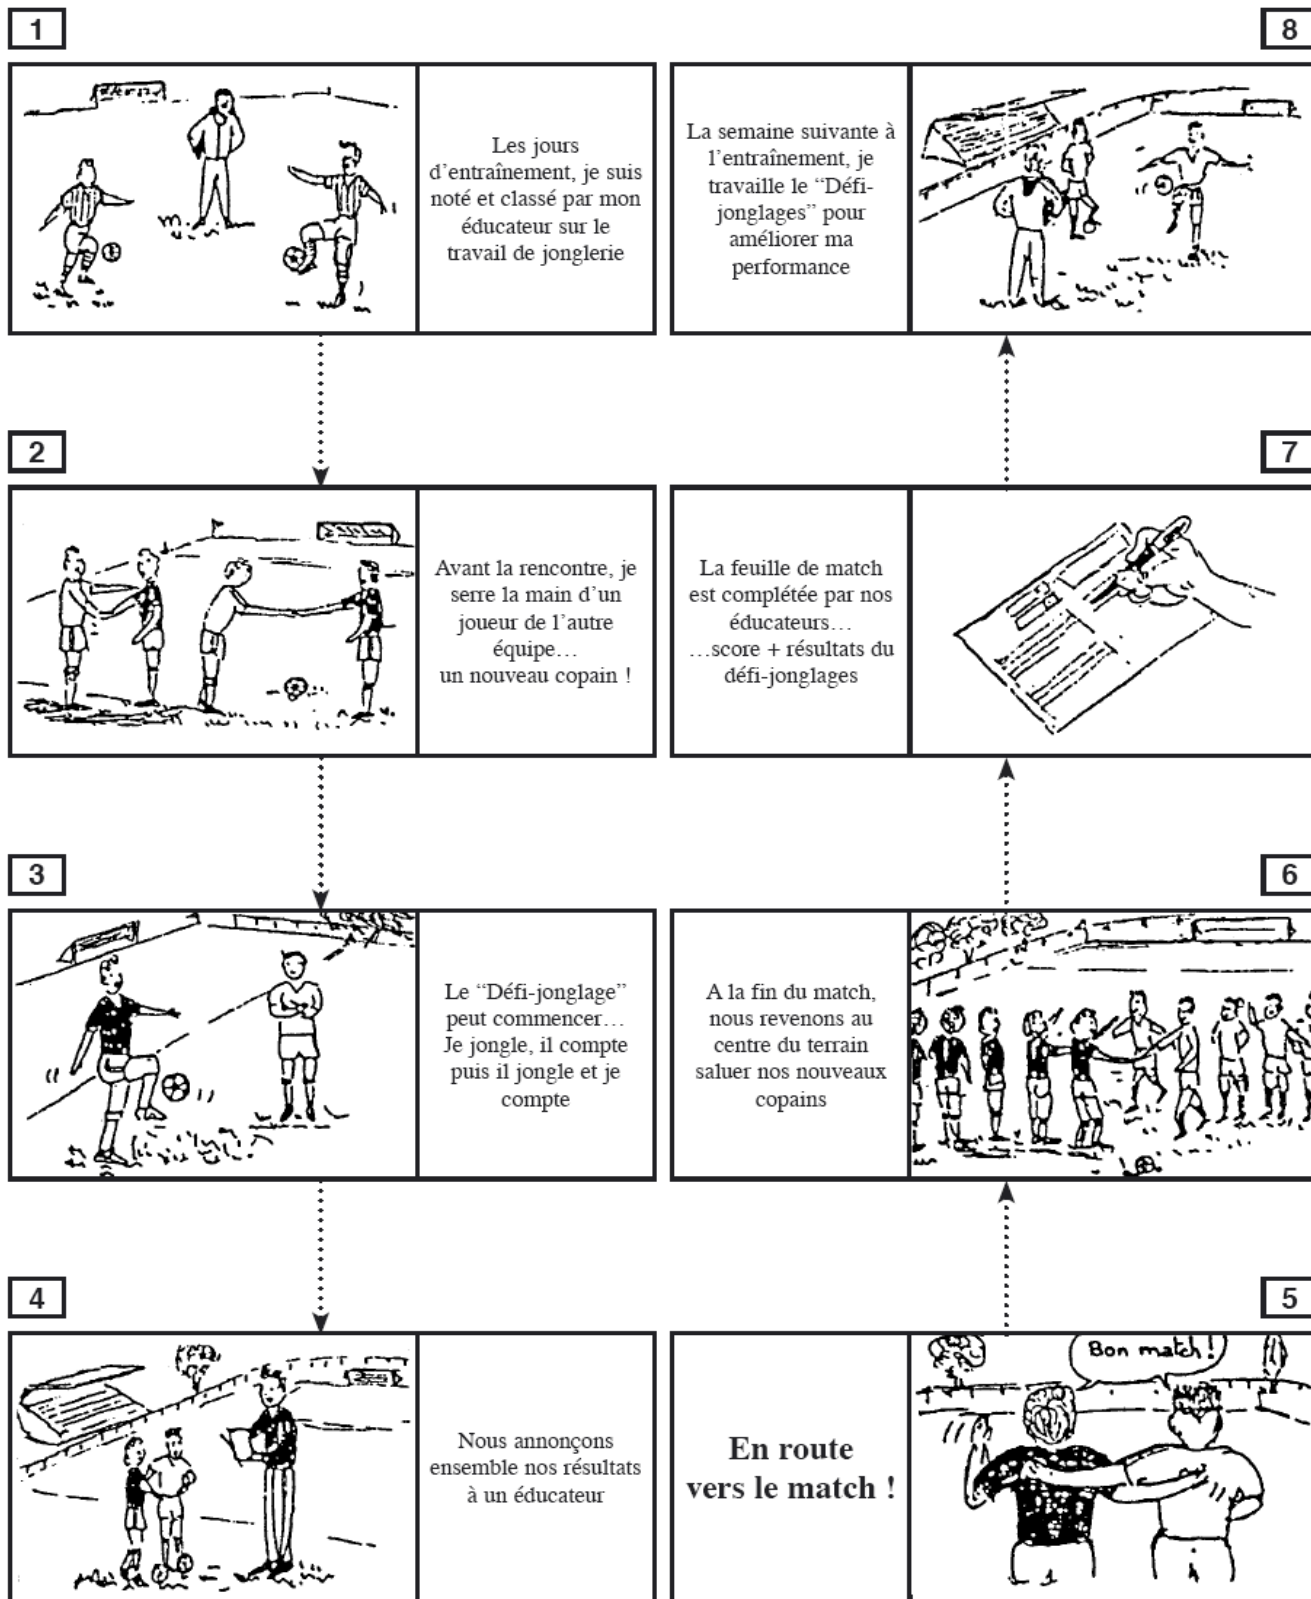 1
Les jours
d'entraînement, je suis
noté et classé par mon
éducateur sur le
travail de jonglerie
2
Avant la rencontre, je
serre la main d'un
joueur de l'autre
équipe…
un nouveau copain !
3
Le “Défi-jonglage”
peut commencer…
Je jongle, il compte
puis il jongle et je
compte
4
Nous annonçons
ensemble nos résultats
à un éducateur
5
En route
vers le match !
Bon match !
1
4
6
A la fin du match,
nous revenons au
centre du terrain
saluer nos nouveaux
copains
7
La feuille de match
est complétée par nos
éducateurs…
…score + résultats du
défi-jonglages
8
La semaine suivante à
l'entraînement, je
travaille le “Défi-
jonglages” pour
améliorer ma
performance